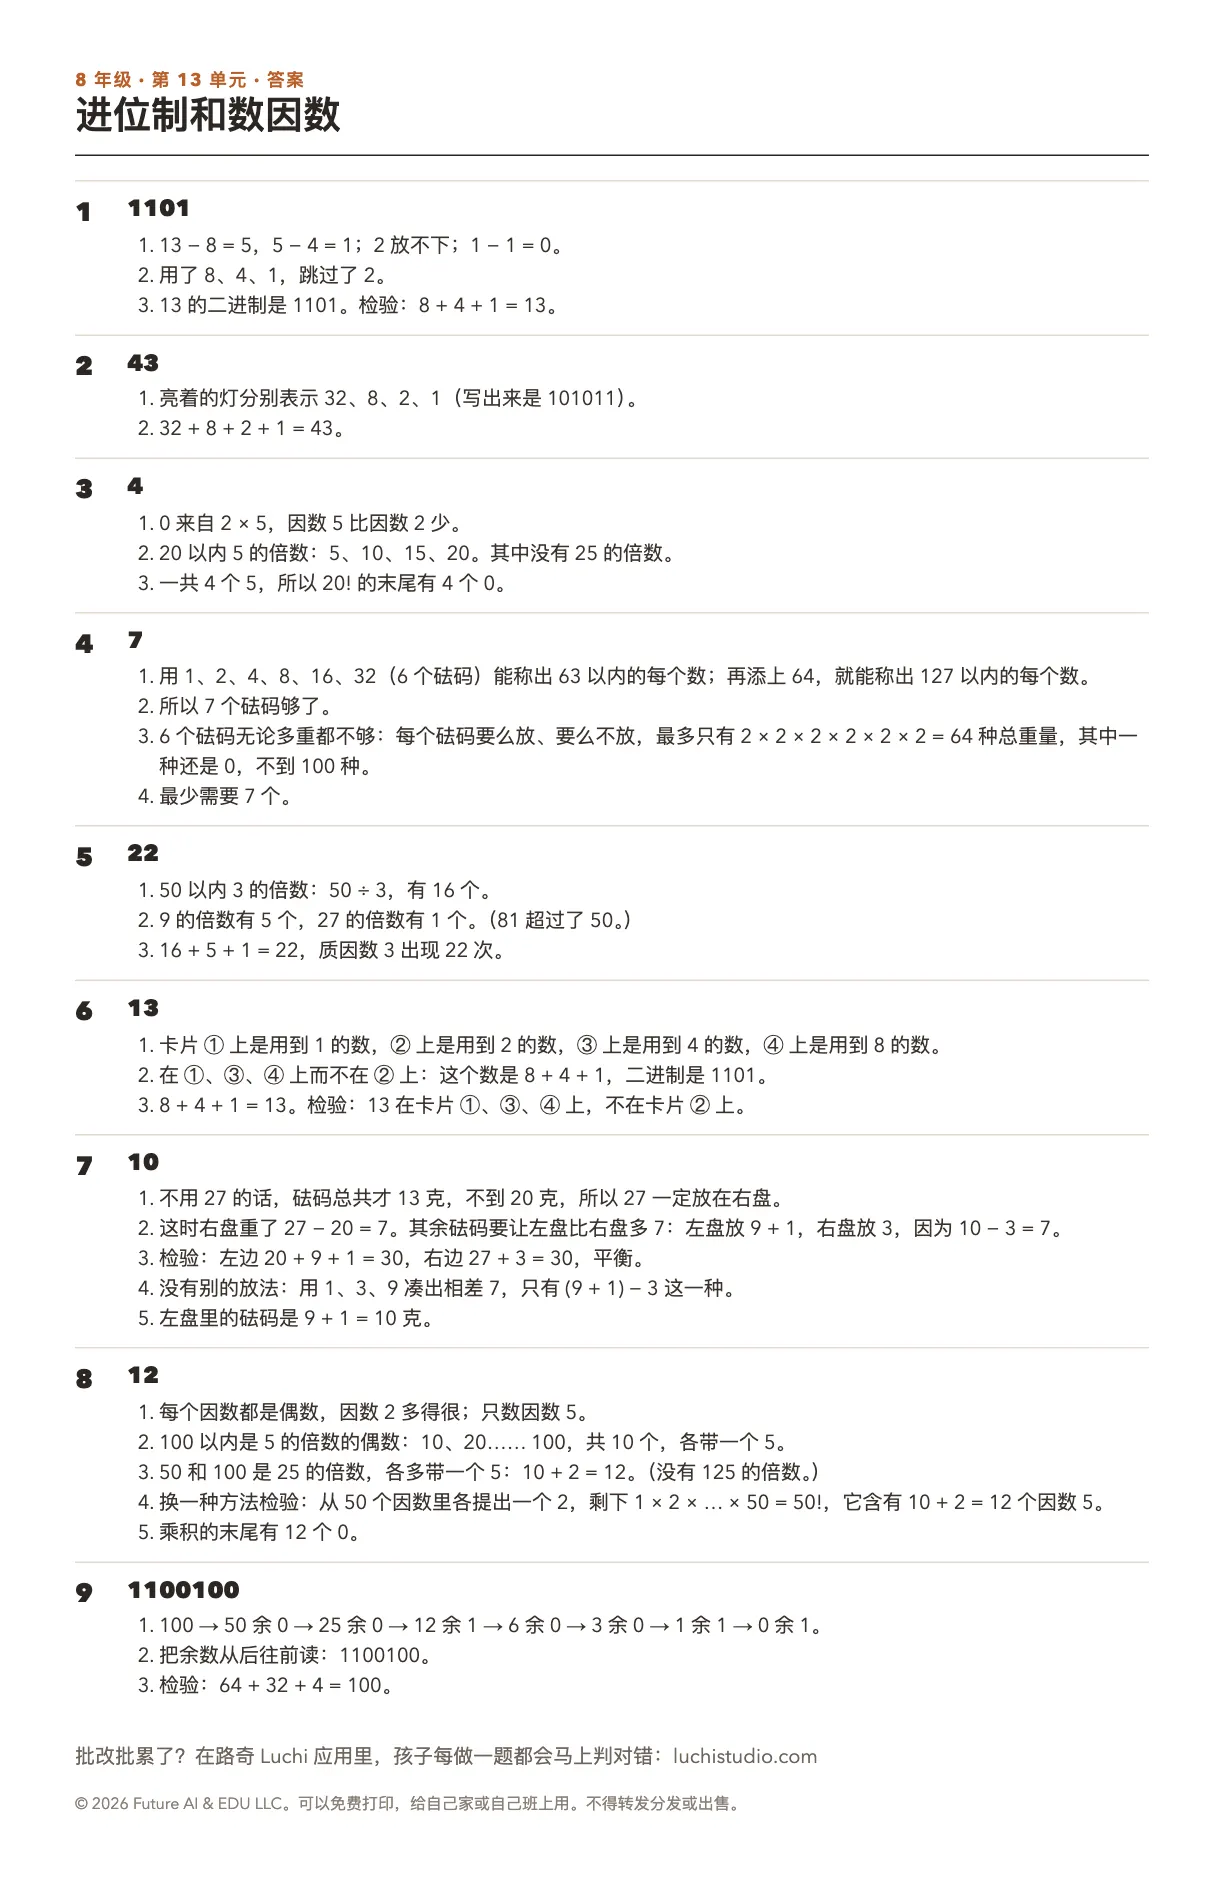 8 年级 · 第 13 单元 · 答案
进位制和数因数
1 1101
1. 13 – 8 = 5，5 – 4 = 1；2 放不下；1 – 1 = 0。
2. 用了 8、4、1，跳过了 2。
3. 13 的二进制是 1101。检验：8 + 4 + 1 = 13。
2 43
1. 亮着的灯分别表示 32、8、2、1（写出来是 101011）。
2. 32 + 8 + 2 + 1 = 43。
3 4
1. 0 来自 2 × 5，因数 5 比因数 2 少。
2. 20 以内 5 的倍数：5、10、15、20。其中没有 25 的倍数。
3. 一共 4 个 5，所以 20! 的末尾有 4 个 0。
4 7
1. 用 1、2、4、8、16、32（6 个砝码）能称出 63 以内的每个数；再添上 64，就能称出 127 以内的每个数。
2. 所以 7 个砝码够了。
3. 6 个砝码无论多重都不够：每个砝码要么放、要么不放，最多只有 2 × 2 × 2 × 2 × 2 × 2 = 64 种总重量，其中一
种还是 0，不到 100 种。
4. 最少需要 7 个。
5 22
1. 50 以内 3 的倍数：50 ÷ 3，有 16 个。
2. 9 的倍数有 5 个，27 的倍数有 1 个。（81 超过了 50。）
3. 16 + 5 + 1 = 22，质因数 3 出现 22 次。
6 13
1. 卡片 ① 上是用到 1 的数，② 上是用到 2 的数，③ 上是用到 4 的数，④ 上是用到 8 的数。
2. 在 ①、③、④ 上而不在 ② 上：这个数是 8 + 4 + 1，二进制是 1101。
3. 8 + 4 + 1 = 13。检验：13 在卡片 ①、③、④ 上，不在卡片 ② 上。
7 10
1. 不用 27 的话，砝码总共才 13 克，不到 20 克，所以 27 一定放在右盘。
2. 这时右盘重了 27 – 20 = 7。其余砝码要让左盘比右盘多 7：左盘放 9 + 1，右盘放 3，因为 10 – 3 = 7。
3. 检验：左边 20 + 9 + 1 = 30，右边 27 + 3 = 30，平衡。
4. 没有别的放法：用 1、3、9 凑出相差 7，只有 (9 + 1) – 3 这一种。
5. 左盘里的砝码是 9 + 1 = 10 克。
8 12
1. 每个因数都是偶数，因数 2 多得很；只数因数 5。
2. 100 以内是 5 的倍数的偶数：10、20…… 100，共 10 个，各带一个 5。
3. 50 和 100 是 25 的倍数，各多带一个 5：10 + 2 = 12。（没有 125 的倍数。）
4. 换一种方法检验：从 50 个因数里各提出一个 2，剩下 1 × 2 × … × 50 = 50!，它含有 10 + 2 = 12 个因数 5。
5. 乘积的末尾有 12 个 0。
9 1100100
1. 100 → 50 余 0 → 25 余 0 → 12 余 1 → 6 余 0 → 3 余 0 → 1 余 1 → 0 余 1。
2. 把余数从后往前读：1100100。
3. 检验：64 + 32 + 4 = 100。
批改批累了？在路奇 Luchi 应用里，孩子每做一题都会马上判对错：luchistudio.com
© 2026 Future AI & EDU LLC。可以免费打印，给自己家或自己班上用。不得转发分发或出售。